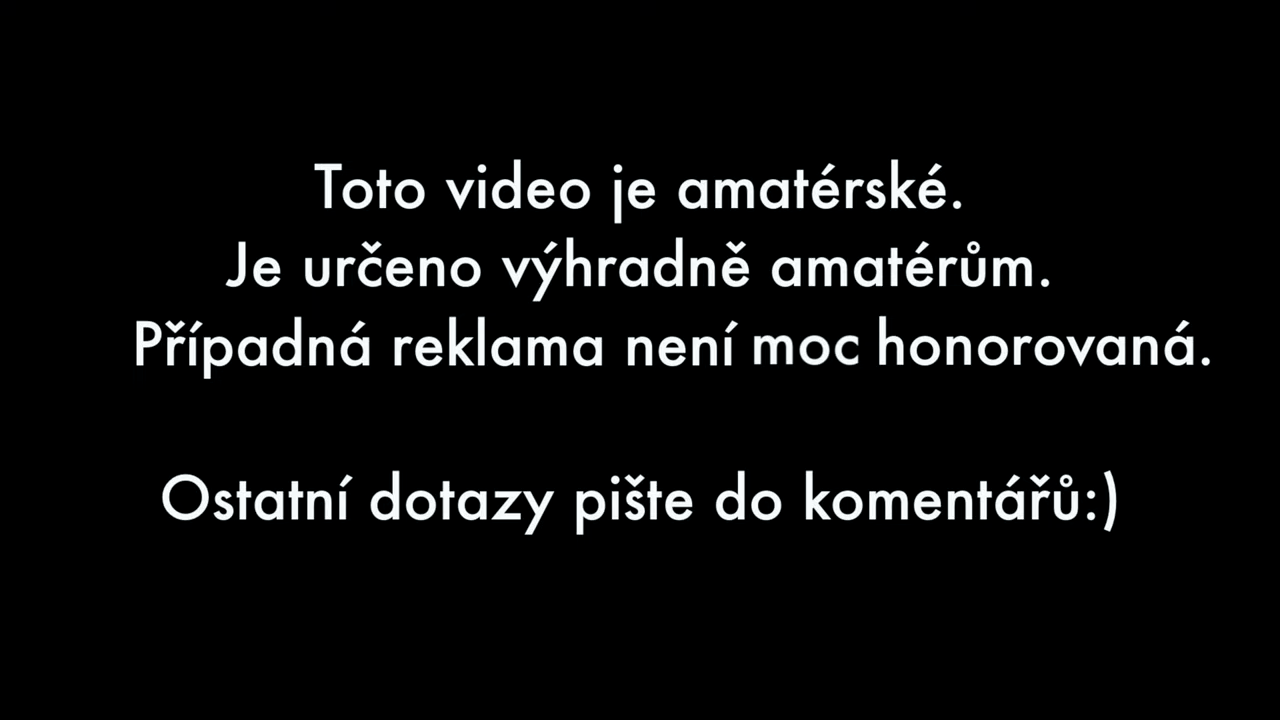 Toto video je amatérské.
Je určeno výhradně amatérům.
Případná reklama není moc honorovaná.
Ostatní dotazy pište do komentářů:)